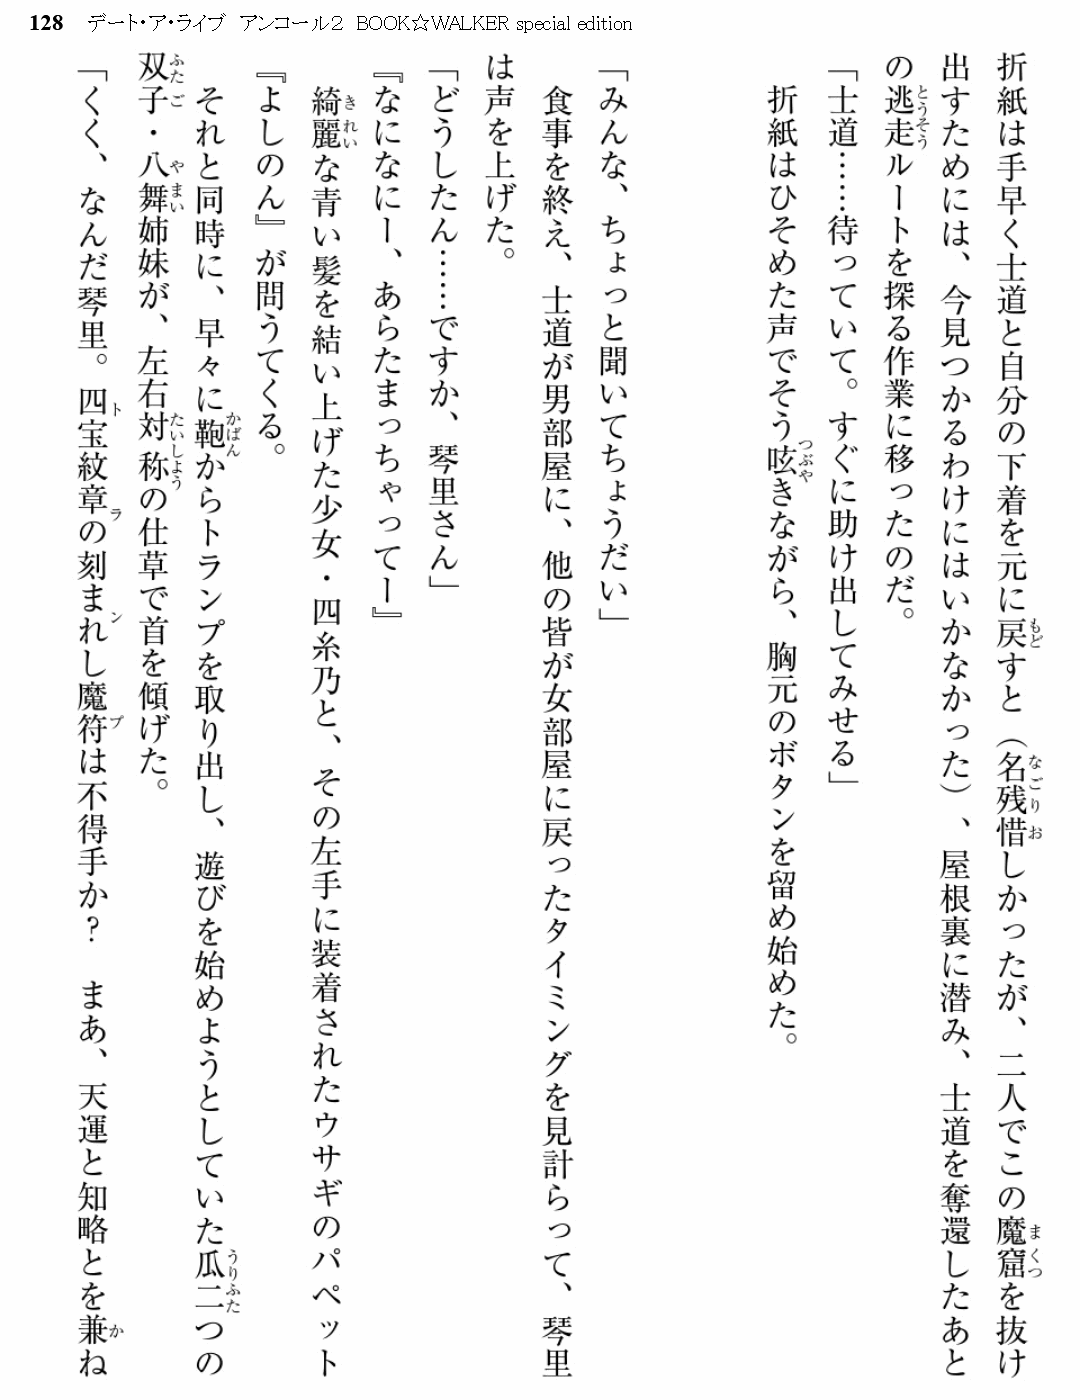 128 デート・ア・ライブ アンコール2 BOOK☆WALKER special edition
折紙は手早く士道と自分の下着を元に戻すと（名残惜しかったが、二人でこの魔窟を抜け
出すためには、今見つかるわけにはいかなかった）、屋根裏に潜み、士道を奪還したあと
の逃走ルートを探る作業に移ったのだ。
「士道……待っていて。すぐに助け出してみせる」
折紙はひそめた声でそう呟きながら、胸元のボタンを留め始めた。
「みんな、ちょっと聞いてちょうだい」
食事を終え、士道が男部屋に、他の皆が女部屋に戻ったタイミングを見計らって、琴里
は声を上げた。
「どうしたん……ですか、琴里さん」
『なになにー、あらたまっちゃってー』
綺麗な青い髪を結い上げた少女・四糸乃と、その左手に装着されたウサギのパペット
『よしのん』が問うてくる。
それと同時に、早々に鞄からトランプを取り出し、遊びを始めようとしていた瓜二つの
双子・八舞姉妹が、左右対称の仕草で首を傾げた。
「くく、なんだ琴里。四宝紋章の刻まれし魔符は不得手か？　まあ、天運と知略とを兼ね